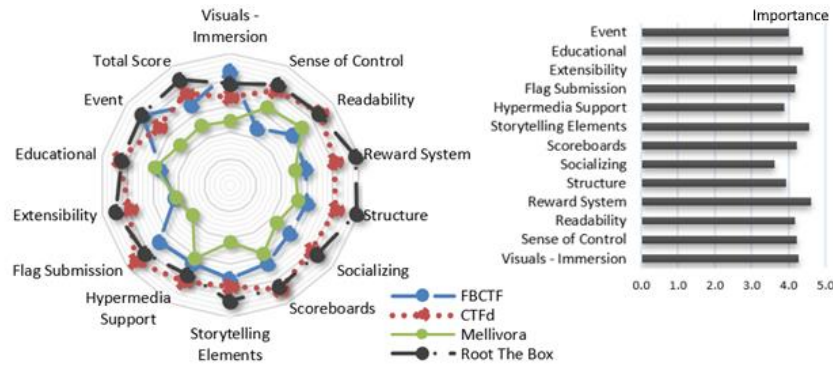 Visuals -
Immersion
Total Score
Sense of Control
Event
Readability
Educational
Reward System
Extensibility
Structure
Flag Submission
Socializing
Hypermedia
Support
Scoreboards
Storytelling
Elements
FBCTF
CTFd
Mellivora
Root The Box
Importance
Event
Educational
Extensibility
Flag Submission
Hypermedia Support
Storytelling Elements
Scoreboards
Socializing
Structure
Reward System
Readability
Sense of Control
Visuals - Immersion
0.0 1.0 2.0 3.0 4.0 5.0